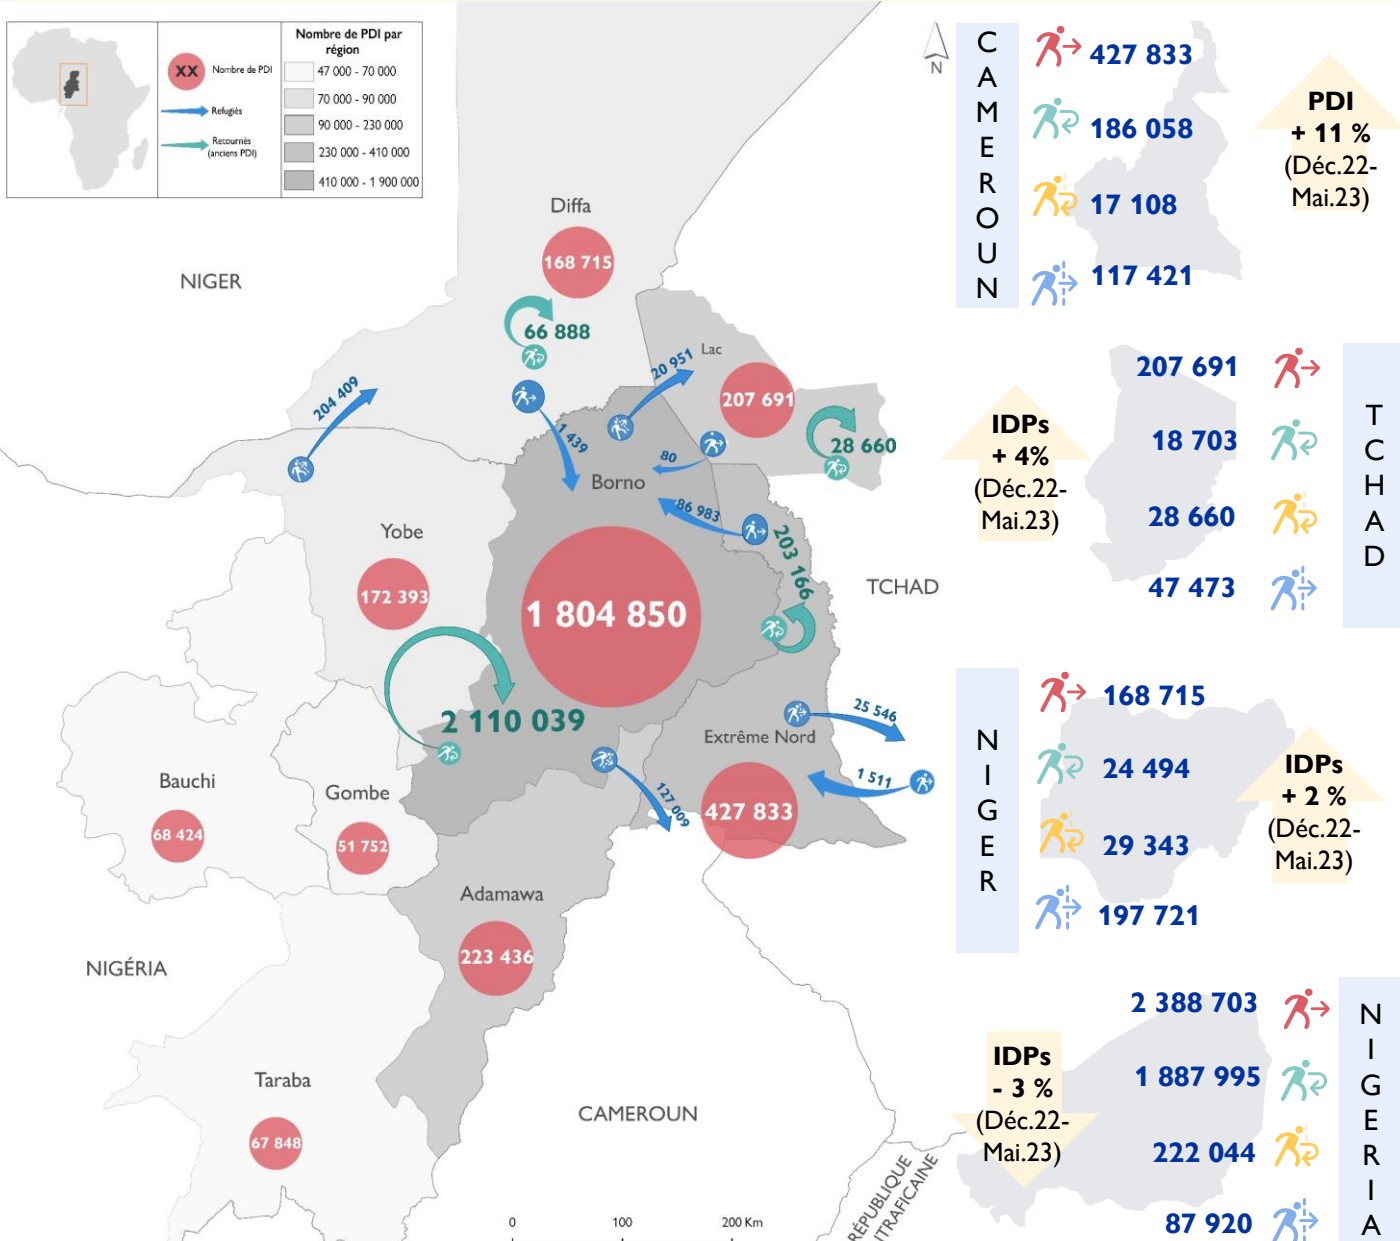 Nombre de PDI par
région
XX
Nombre de PDI
Refugiés
Retournés
(anciens PDI)
47 000 - 70 000
70 000 - 90 000
90 000 - 230 000
230 000 - 410 000
410 000 - 1 900 000
N
NIGER
Diffa
168 715
66 888
204 409
1 439
20 951
Lac
207 691
28 660
80
Borno
86 983
203 166
Yobe
172 393
1 804 850
TCHAD
2 110 039
25 546
Extrême Nord
1 511
127 009
427 833
Bauchi
68 424
Gombe
51 752
Adamawa
223 436
NIGÉRIA
Taraba
67 848
CAMEROUN
RÉPUBLIQUE
NTRAFICAINE
0
100
200 Km
CAMEROUN
427 833
186 058
17 108
117 421
PDI
+ 11 %
(Déc.22-
Mai.23)
TCHAD
207 691
18 703
28 660
47 473
IDPs
+ 4%
(Déc.22-
Mai.23)
NIGER
168 715
24 494
29 343
197 721
IDPs
+ 2 %
(Déc.22-
Mai.23)
NIGERIA
2 388 703
1 887 995
222 044
87 920
IDPs
- 3 %
(Déc.22-
Mai.23)